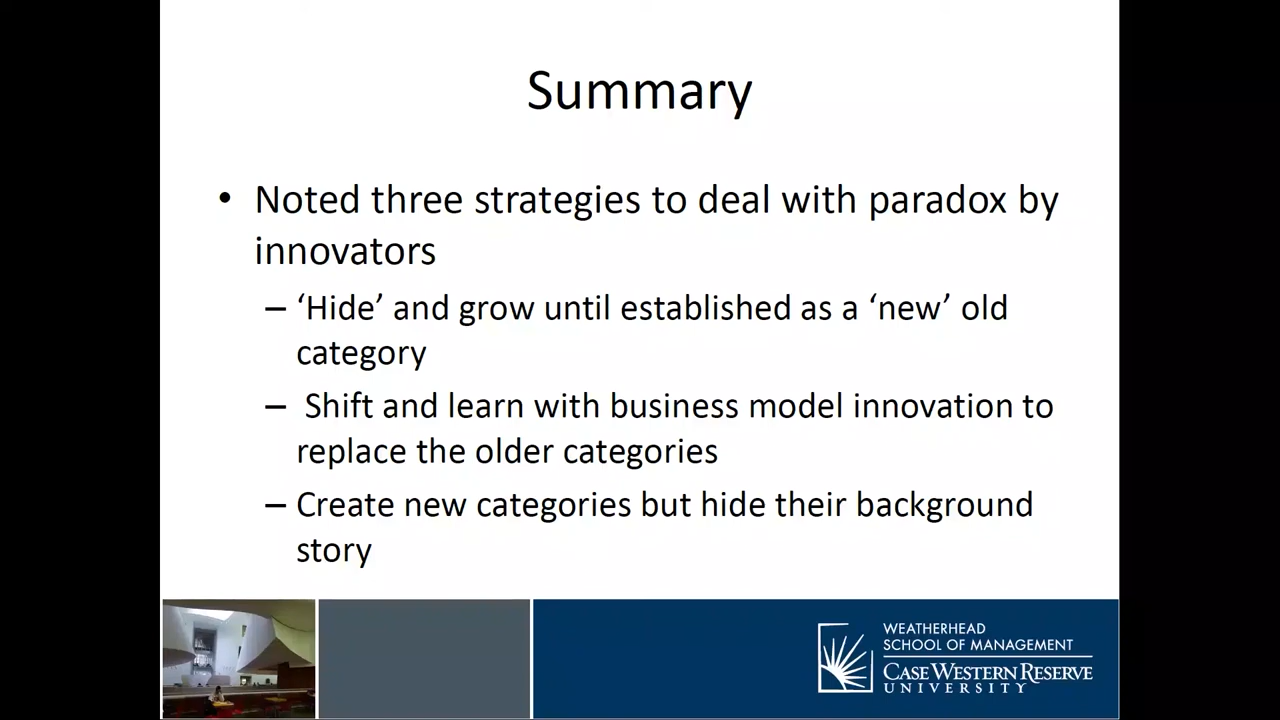 Summary
• Noted three strategies to deal with paradox by
innovators
– ‘Hide’ and grow until established as a ‘new’ old
category
– Shift and learn with business model innovation to
replace the older categories
– Create new categories but hide their background
story
WEATHERHEAD
SCHOOL OF MANAGEMENT
CASE WESTERN RESERVE
UNIVERSITY